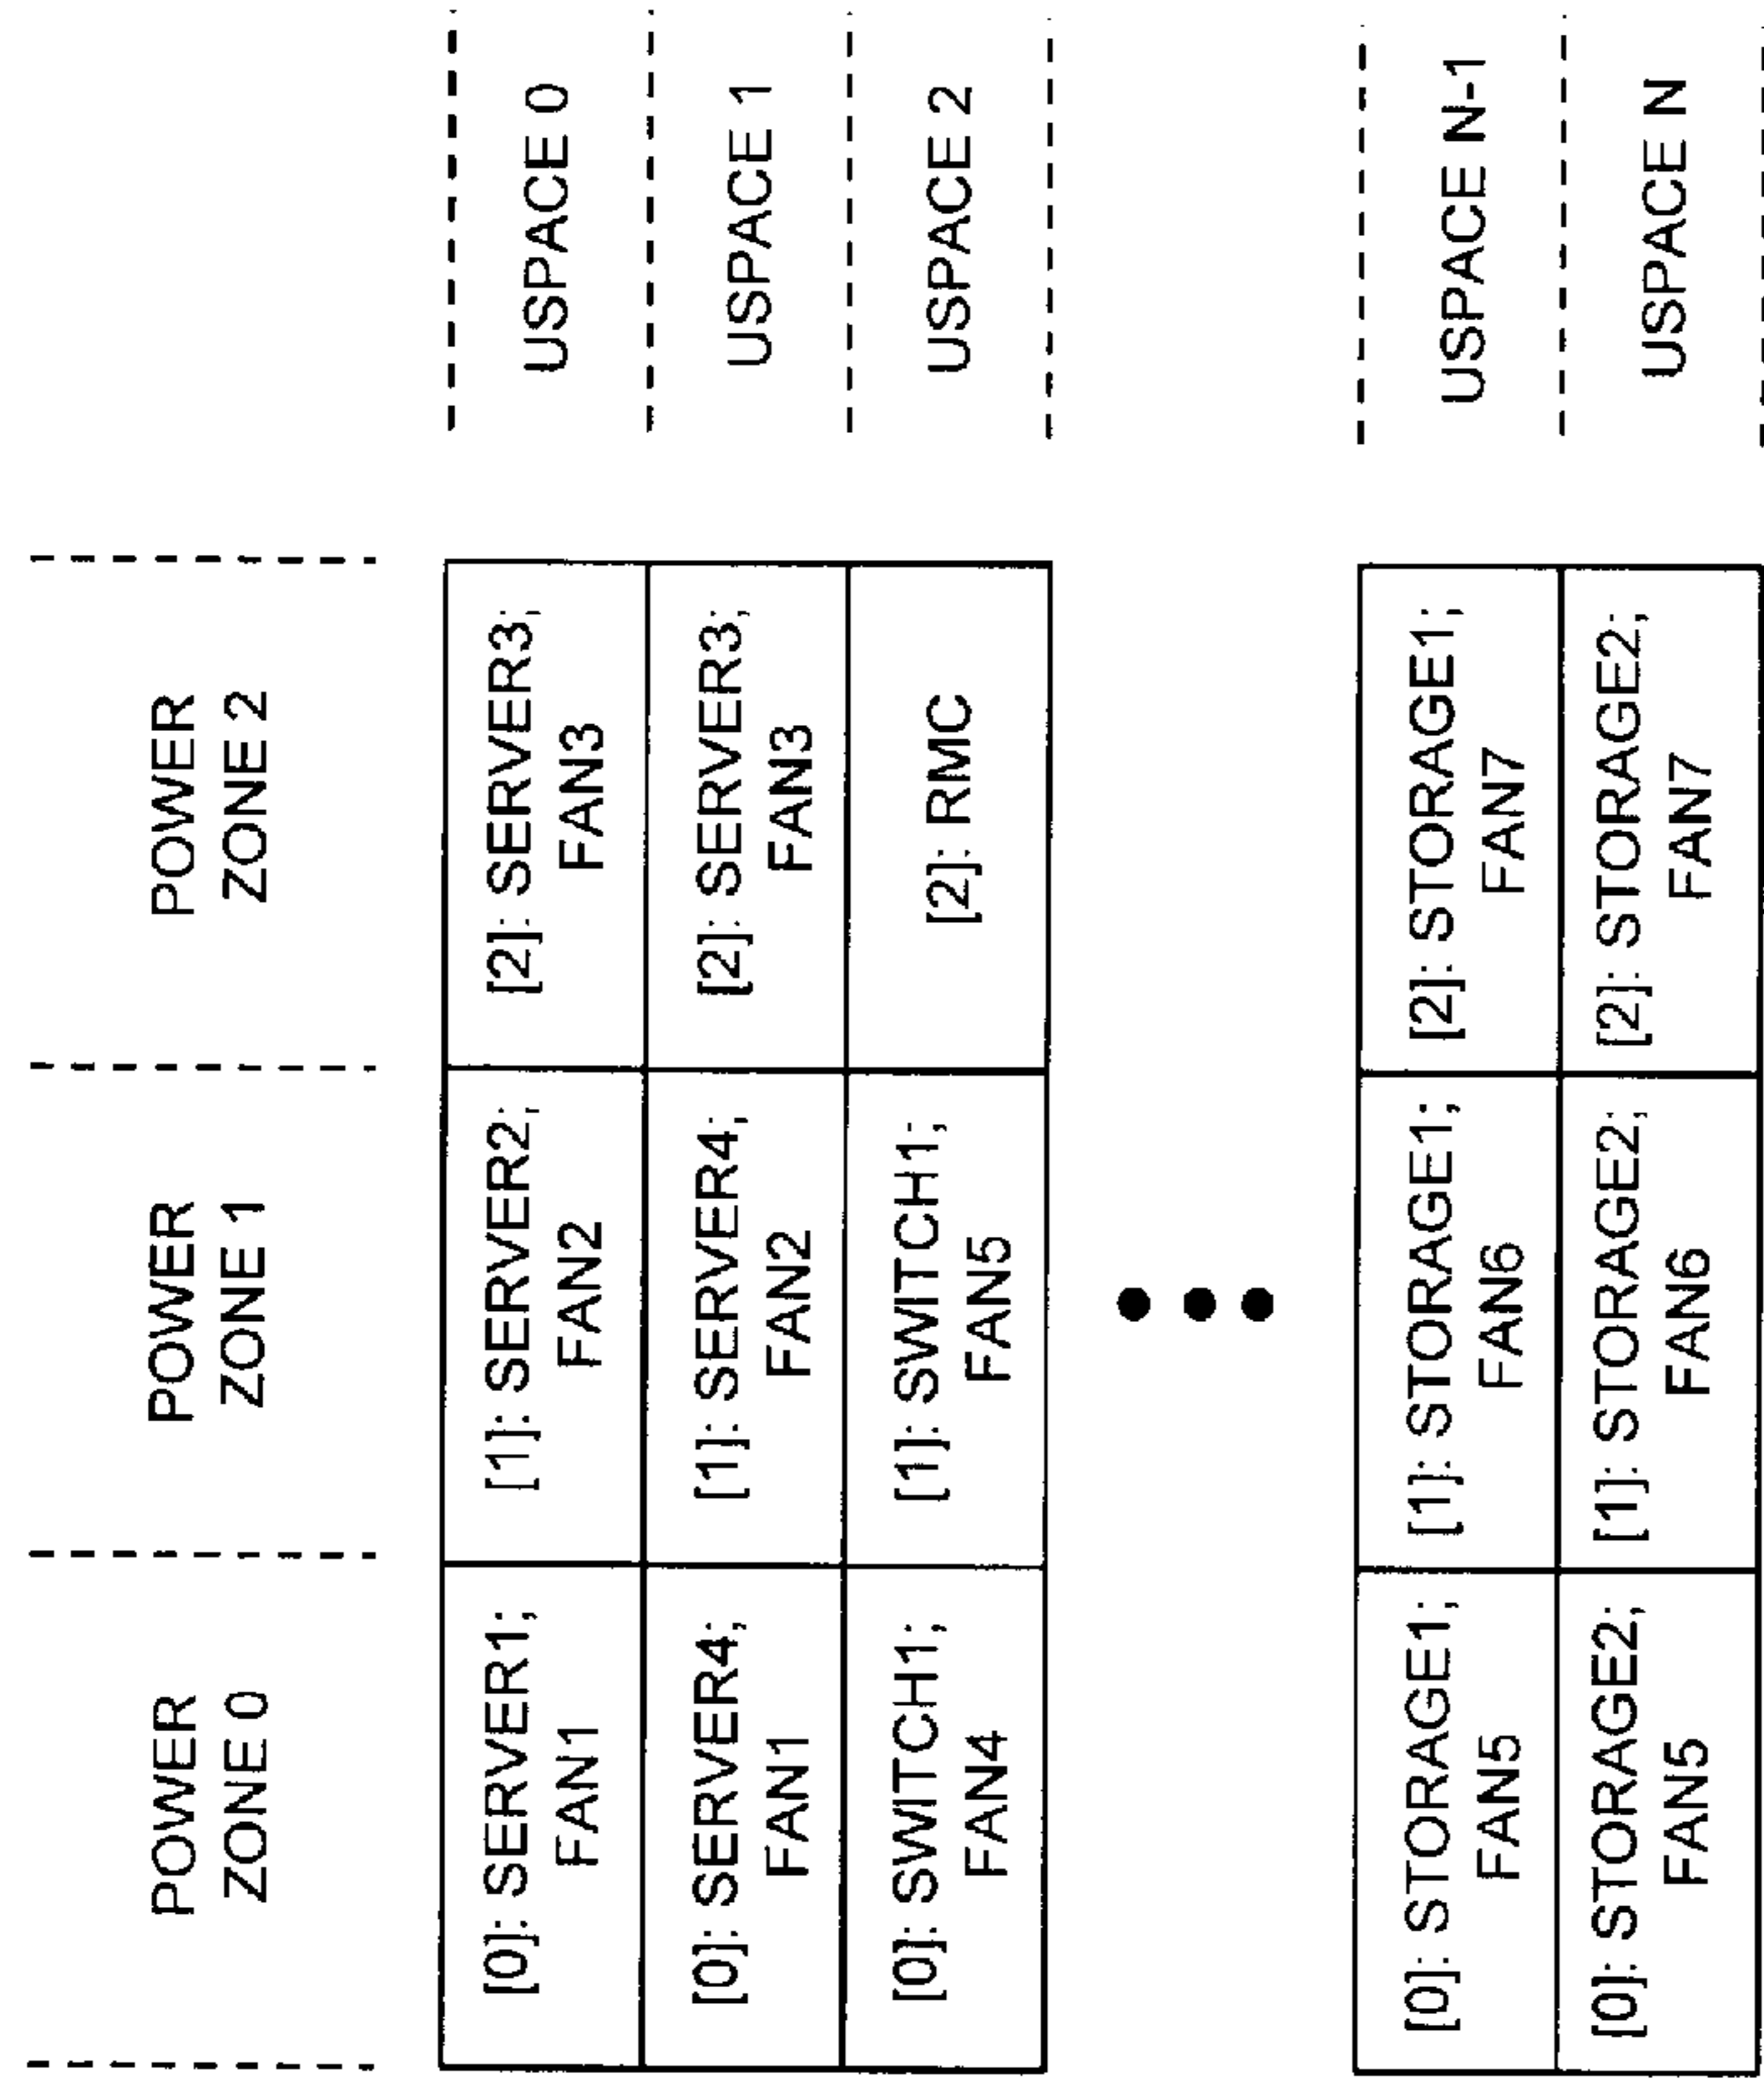 POWER
ZONE 0
POWER
ZONE 1
POWER
ZONE 2
[0]: SERVER1;
FAN1
[1]: SERVER2;
FAN2
[2]: SERVER3;
FAN3
USPACE 0
[0]: SERVER4;
FAN1
[1]: SERVER4;
FAN2
[2]: SERVER3;
FAN3
USPACE 1
[0]: SWITCH1;
FAN4
[1]: SWITCH1;
FAN5
[2]: RMC
USPACE 2
[0]: STORAGE1;
FAN5
[1]: STORAGE1;
FAN6
[2]: STORAGE1;
FAN7
USPACE N-1
[0]: STORAGE2;
FAN5
[1]: STORAGE2;
FAN6
[2]: STORAGE2;
FAN7
USPACE N